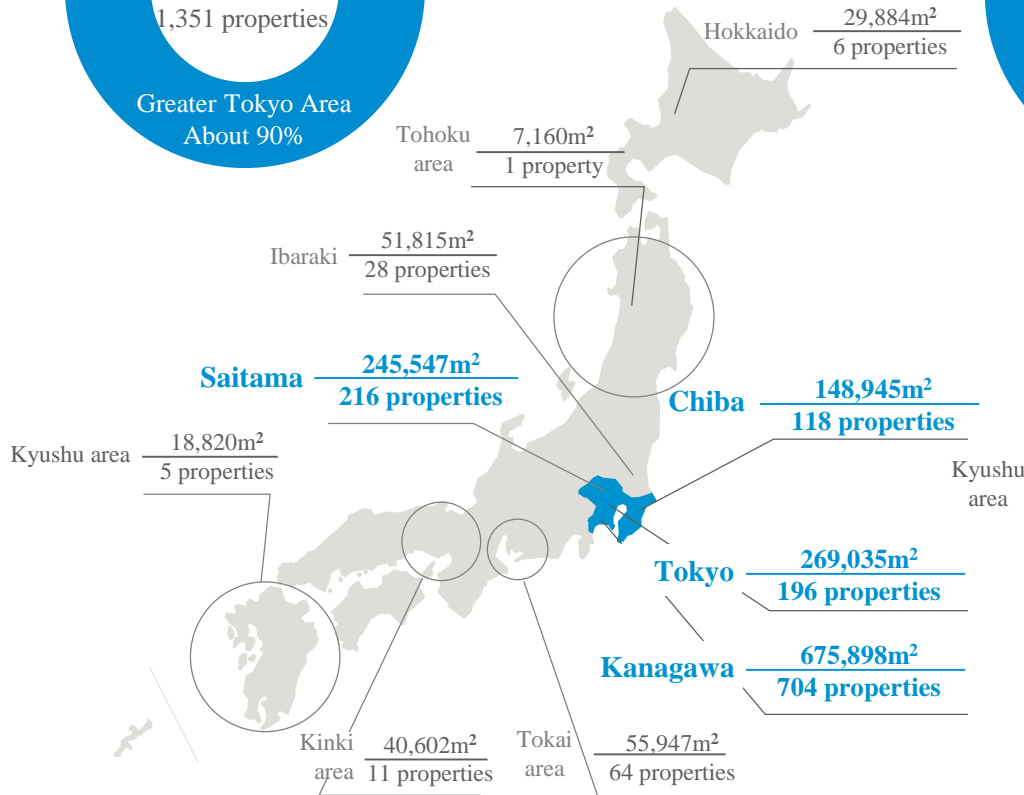 1,351 properties
Greater Tokyo Area
About 90%
Hokkaido
29,884m²
6 properties
Tohoku
area
7,160m²
1 property
Ibaraki
51,815m²
28 properties
Saitama
245,547m²
216 properties
Chiba
148,945m²
118 properties
Kyushu area
18,820m²
5 properties
Kyushu
area
Tokyo
269,035m²
196 properties
Kanagawa
675,898m²
704 properties
Kinki
area
40,602m²
11 properties
Tokai
area
55,947m²
64 properties